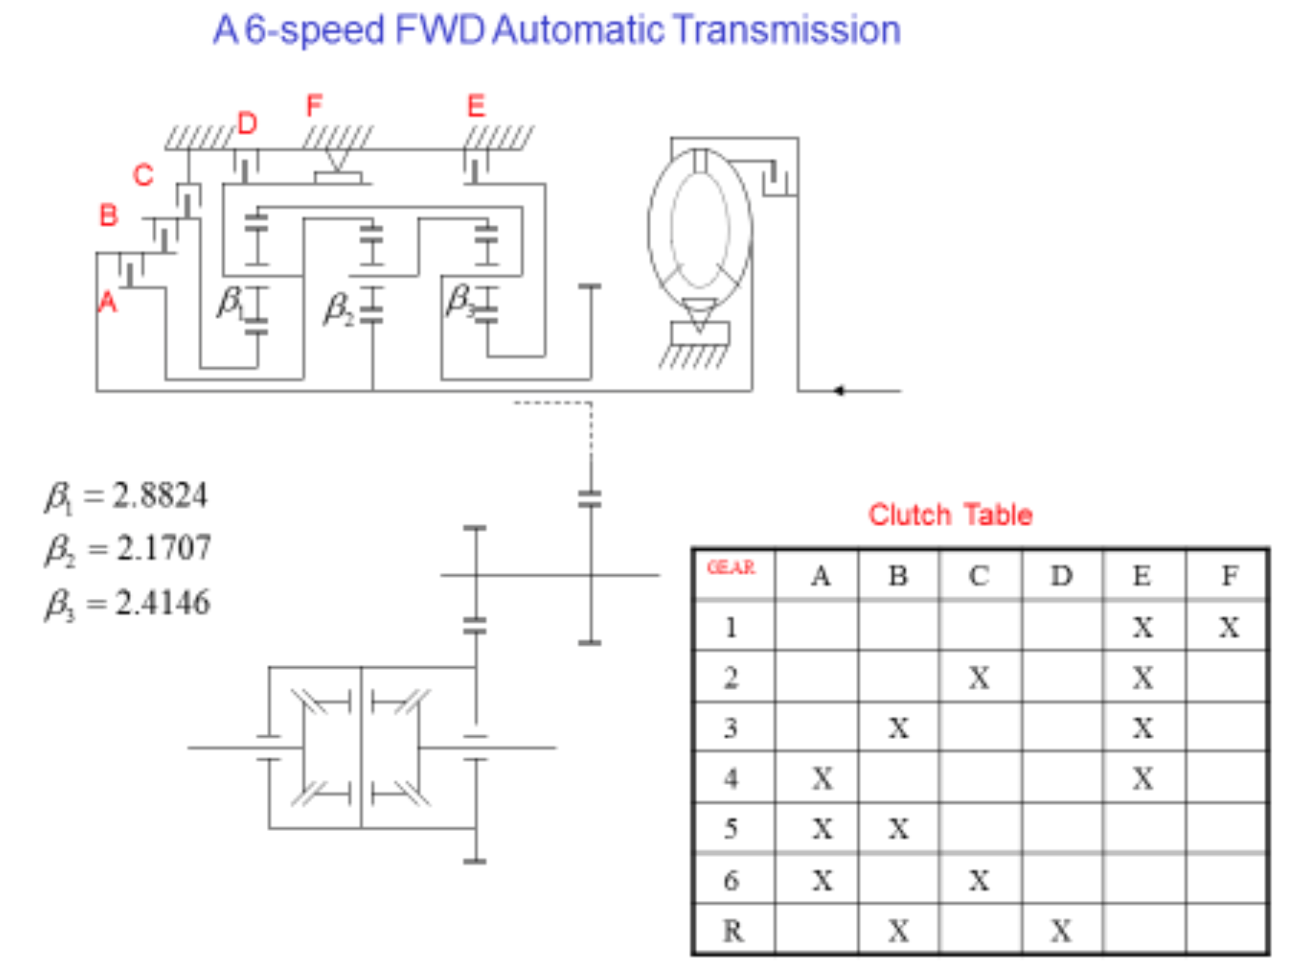 A 6-speed FWD Automatic Transmission
F
E
D
C
B
A
β₁
β₂
β₃
β₁ = 2.8824
β₂ = 2.1707
β₃ = 2.4146
Clutch Table
GEAR A B C D E F
1 X X
2 X X
3 X X
4 X X
5 X X
6 X X
R X X